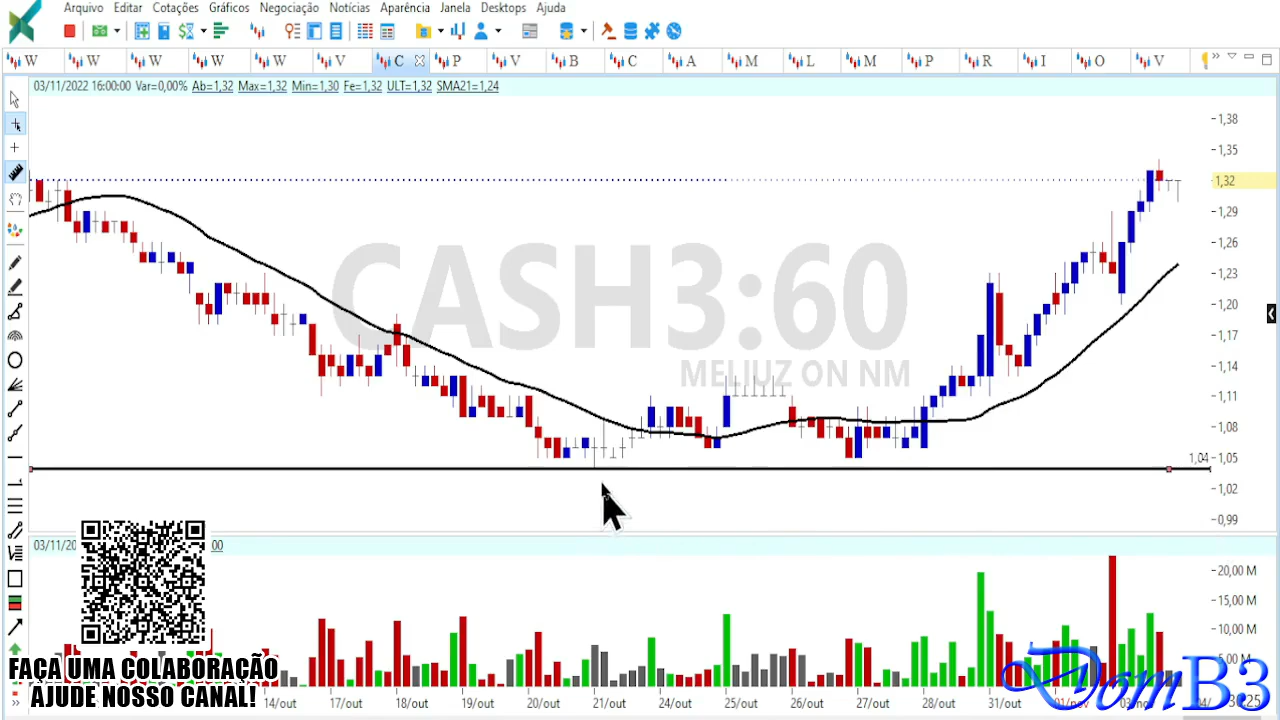 Arquivo Editar Cotações Gráficos Negociação Notícias Aparência Janela Desktops Ajuda
W W W W W V C P V B C A M L M P R I O V
03/11/2022 16:00:00 Var=0,00% Ab=1,32 Max=1,32 Min=1,30 Fe=1,32 ULT=1,32 SMA21=1,24
1,38
1,35
1,32
1,29
1,26
1,23
1,20
1,17
1,14
1,11
1,08
1,05
1,02
0,99
CASH3:60
MELIUZ ON NM
1,04
00
20,00 M
15,00 M
10,00 M
5,00 M
FAÇA UMA COLABORAÇÃO
AJUDE NOSSO CANAL!
14/out 17/out 18/out 19/out 20/out 21/out 24/out 25/out 26/out 27/out 28/out 31/out 01/nov 03/nov
DomB3